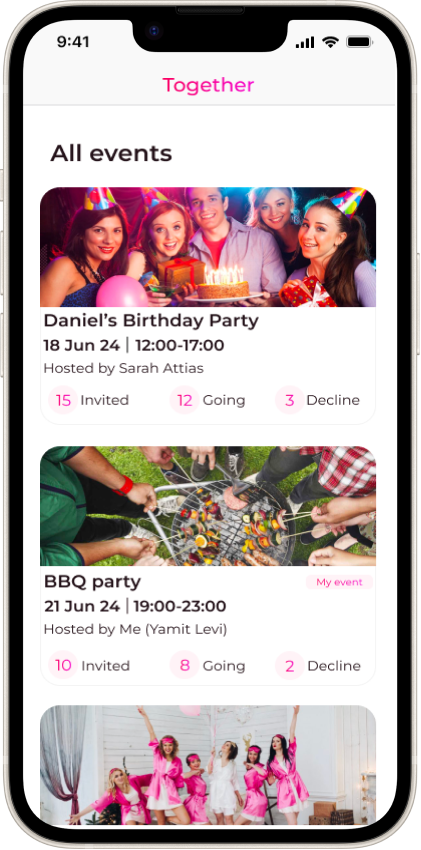 9:41
Together
All events
Daniel’s Birthday Party
18 Jun 24 | 12:00-17:00
Hosted by Sarah Attias
15 Invited 12 Going 3 Decline
BBQ party My event
21 Jun 24 | 19:00-23:00
Hosted by Me (Yamit Levi)
10 Invited 8 Going 2 Decline